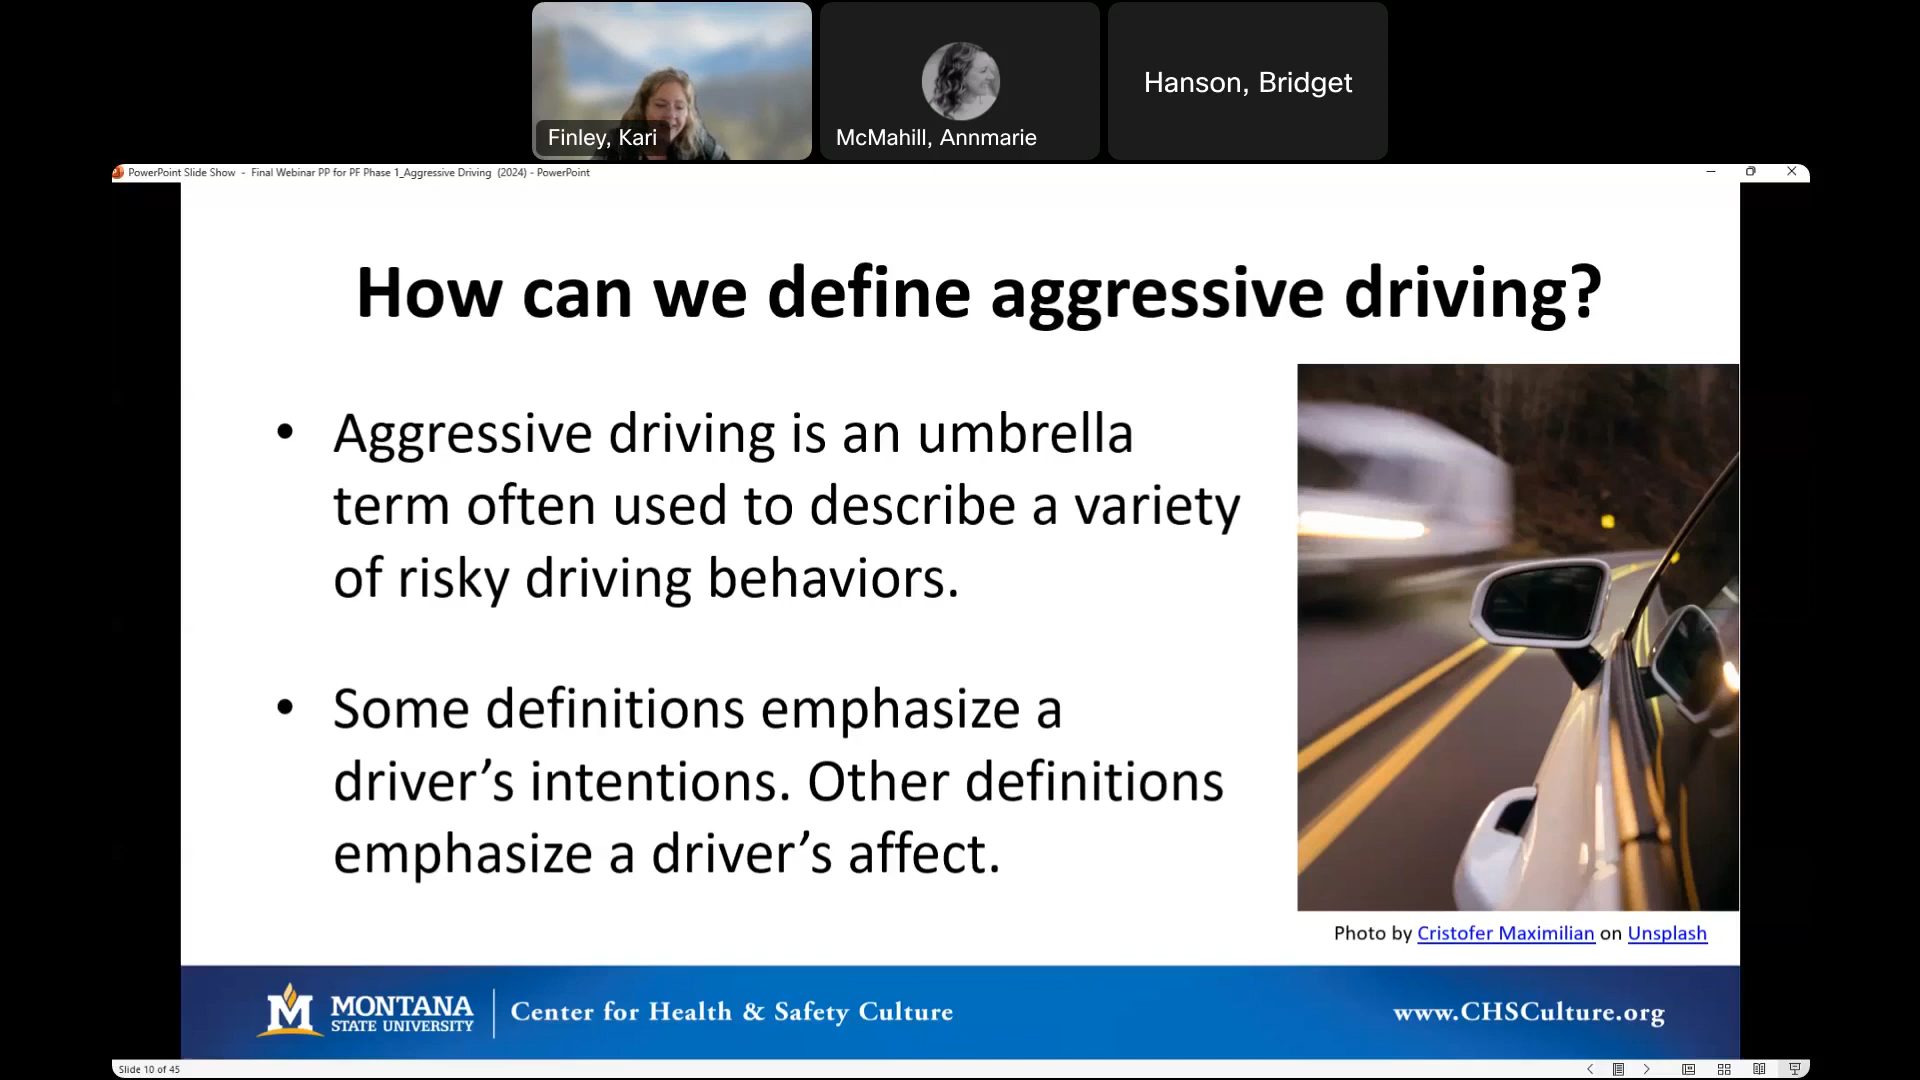 Finley, Kari
McMahill, Annmarie
Hanson, Bridget
PowerPoint Slide Show - Final Webinar PP for PF Phase 1_Aggressive Driving (2024) - PowerPoint
How can we define aggressive driving?
• Aggressive driving is an umbrella
term often used to describe a variety
of risky driving behaviors.
• Some definitions emphasize a
driver’s intentions. Other definitions
emphasize a driver’s affect.
Photo by Cristofer Maximilian on Unsplash
M MONTANA
STATE UNIVERSITY
Center for Health & Safety Culture
www.CHSCulture.org
Slide 10 of 45